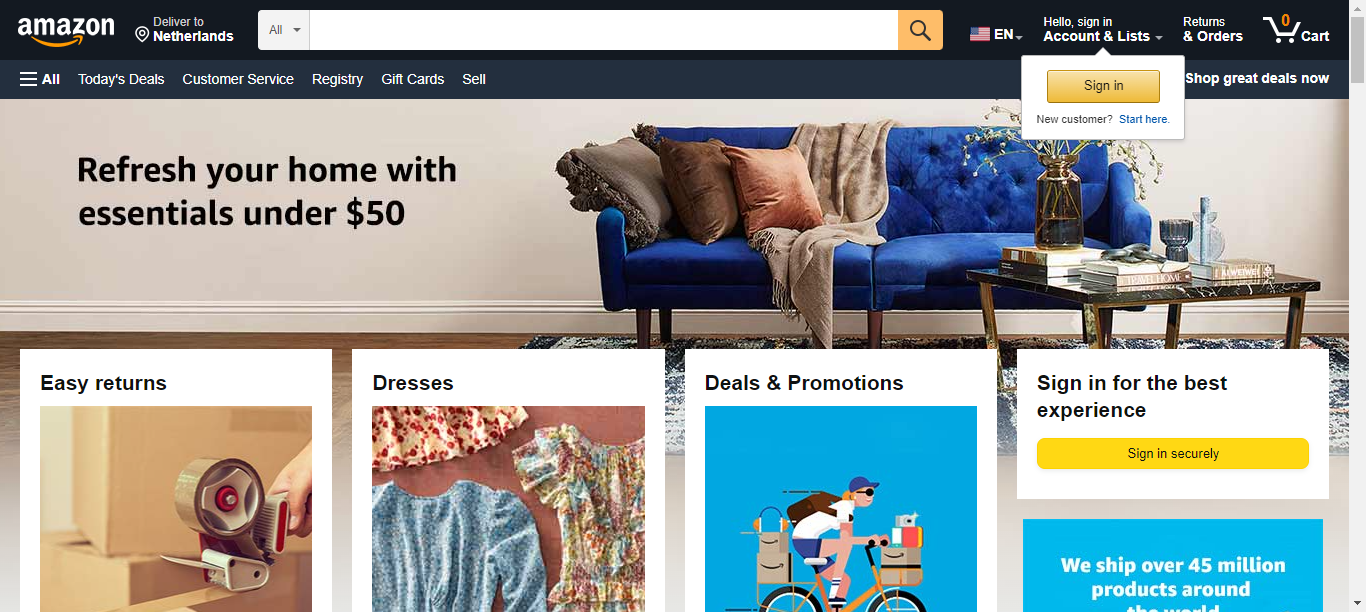 amazon
Deliver to
Netherlands
All
EN
Hello, sign in
Account & Lists
Returns
& Orders
0
Cart
All
Today's Deals
Customer Service
Registry
Gift Cards
Sell
Shop great deals now
Sign in
New customer? Start here.
Refresh your home with
essentials under $50
Easy returns
Dresses
Deals & Promotions
Sign in for the best
experience
Sign in securely
We ship over 45 million
products around
the world